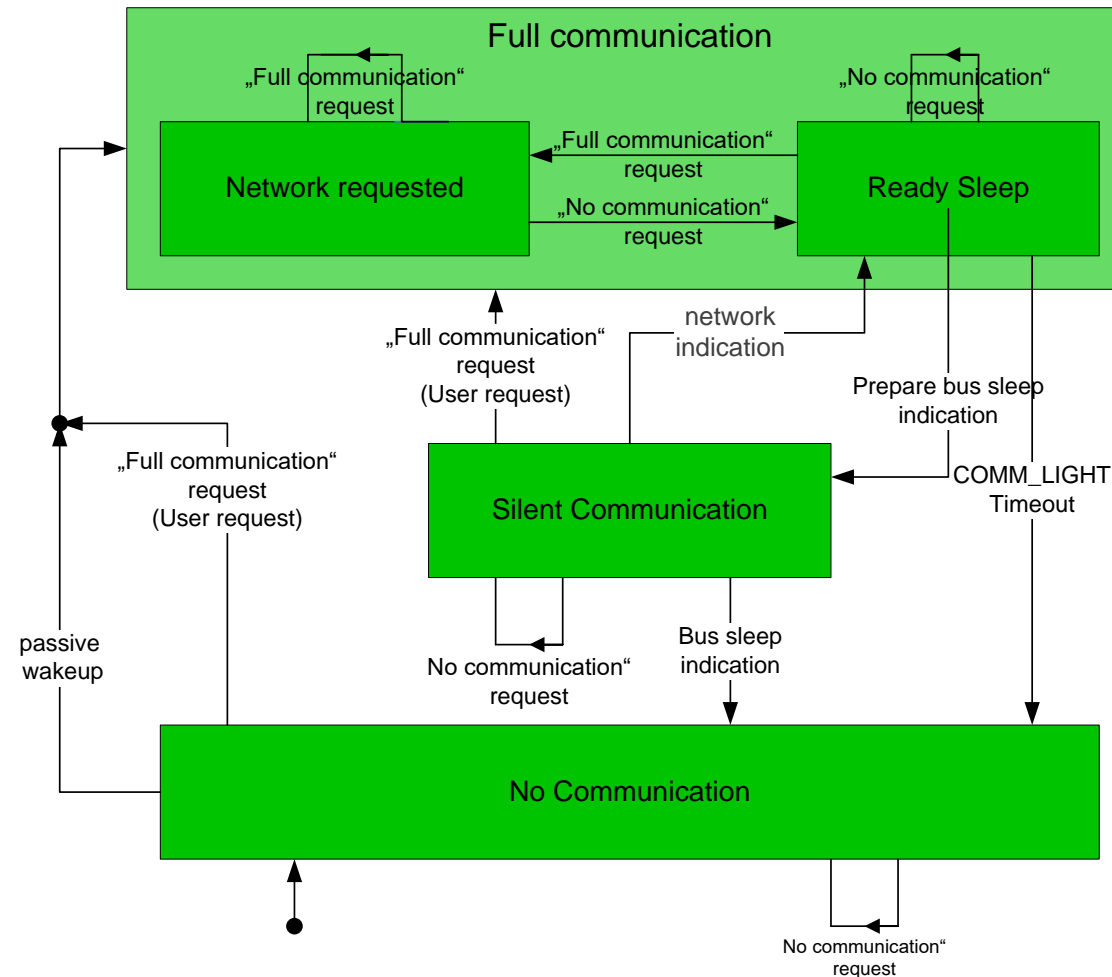 Full communication
„Full communication“
request
„No communication“
request
Network requested
„Full communication“
request
„No communication“
request
Ready Sleep
„Full communication“
request
(User request)
network
indication
Prepare bus sleep
indication
„Full communication“
request
(User request)
Silent Communication
COMM_LIGHT
Timeout
passive
wakeup
No communication“
request
Bus sleep
indication
No Communication
No communication“
request